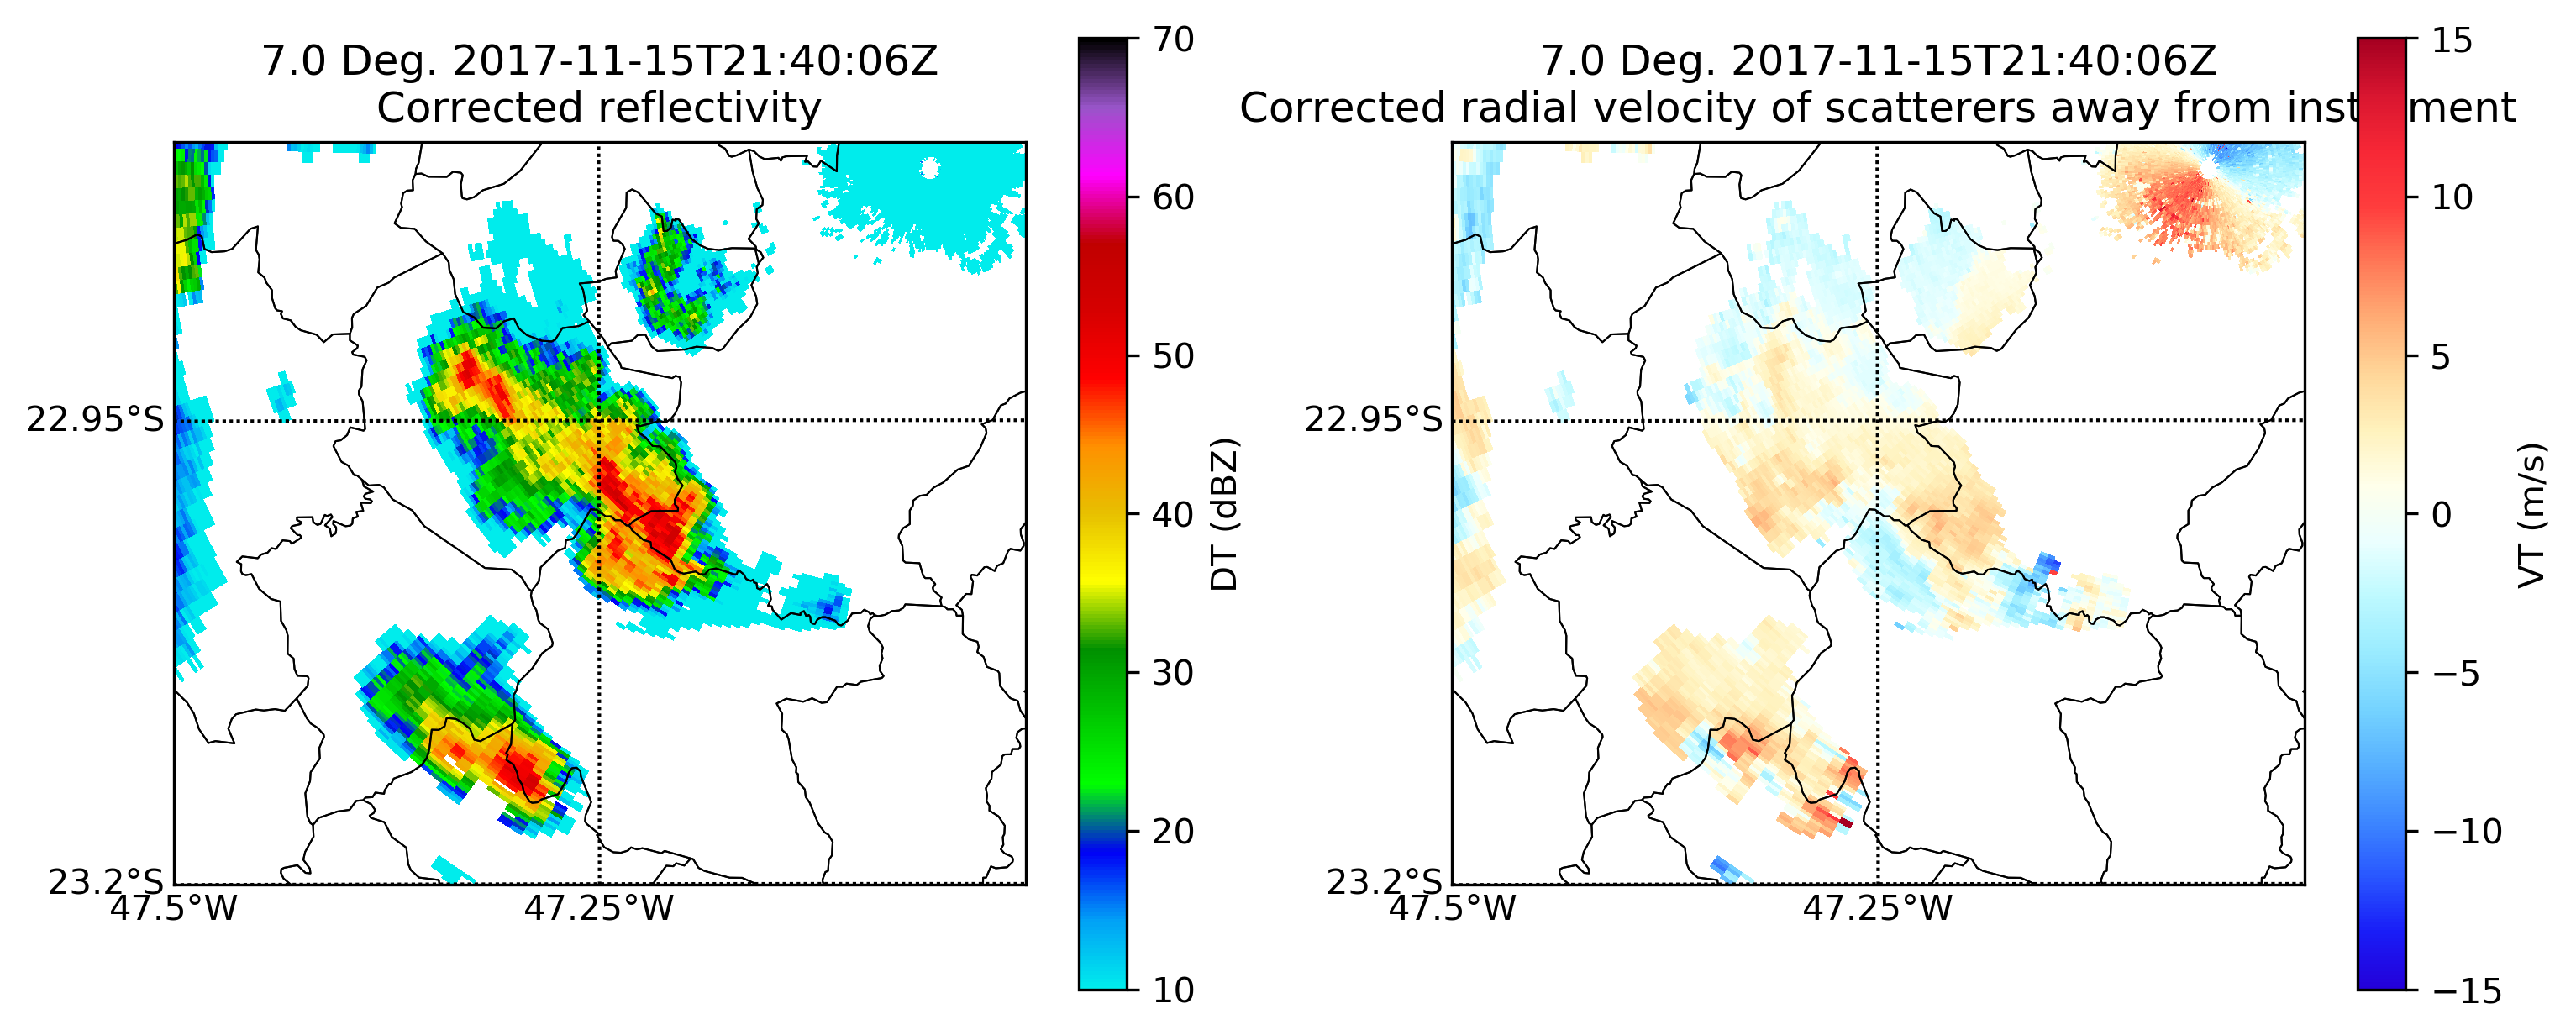 7.0 Deg. 2017-11-15T21:40:06Z
Corrected reflectivity
22.95°S
23.2°S
47.5°W
47.25°W
70
60
50
40
30
20
10
DT (dBZ)
7.0 Deg. 2017-11-15T21:40:06Z
Corrected radial velocity of scatterers away from inst ment
22.95°S
23.2°S
47.5°W
47.25°W
15
10
5
0
−5
−10
−15
VT (m/s)